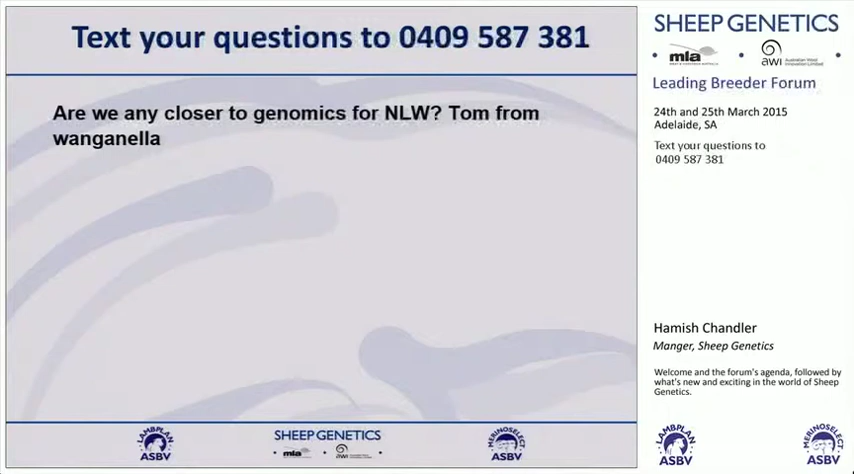 Text your questions to 0409 587 381
Are we any closer to genomics for NLW? Tom from
wanganella
SHEEP GENETICS
mla
LAMBPLAN
ASBV
MERINOSELECT
ASBV
SHEEP GENETICS
mla
awi
Leading Breeder Forum
24th and 25th March 2015
Adelaide, SA
Text your questions to
0409 587 381
Hamish Chandler
Manger, Sheep Genetics
Welcome and the forum's agenda, followed by
what's new and exciting in the world of Sheep
Genetics.
LAMBPLAN
ASBV
MERINOSELECT
ASBV